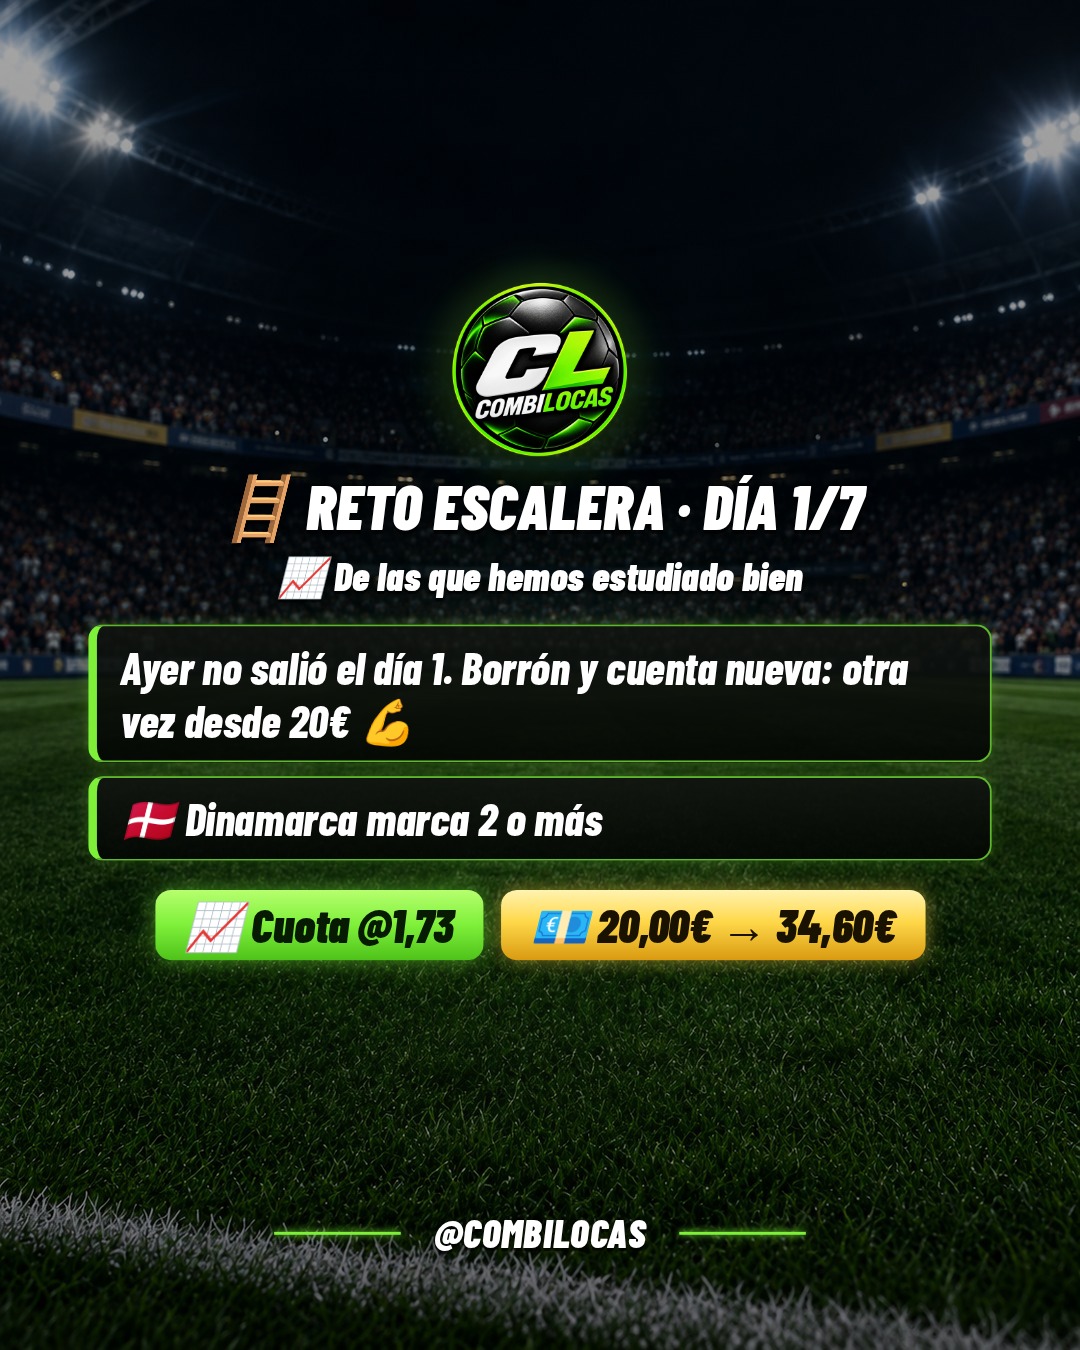 CL
COMBILOCAS
🪜 RETO ESCALERA · DÍA 1/7
📈 De las que hemos estudiado bien
Ayer no salió el día 1. Borrón y cuenta nueva: otra
vez desde 20€ 💪
🇩🇰 Dinamarca marca 2 o más
📈 Cuota @1,73
💶 20,00€ → 34,60€
@COMBILOCAS